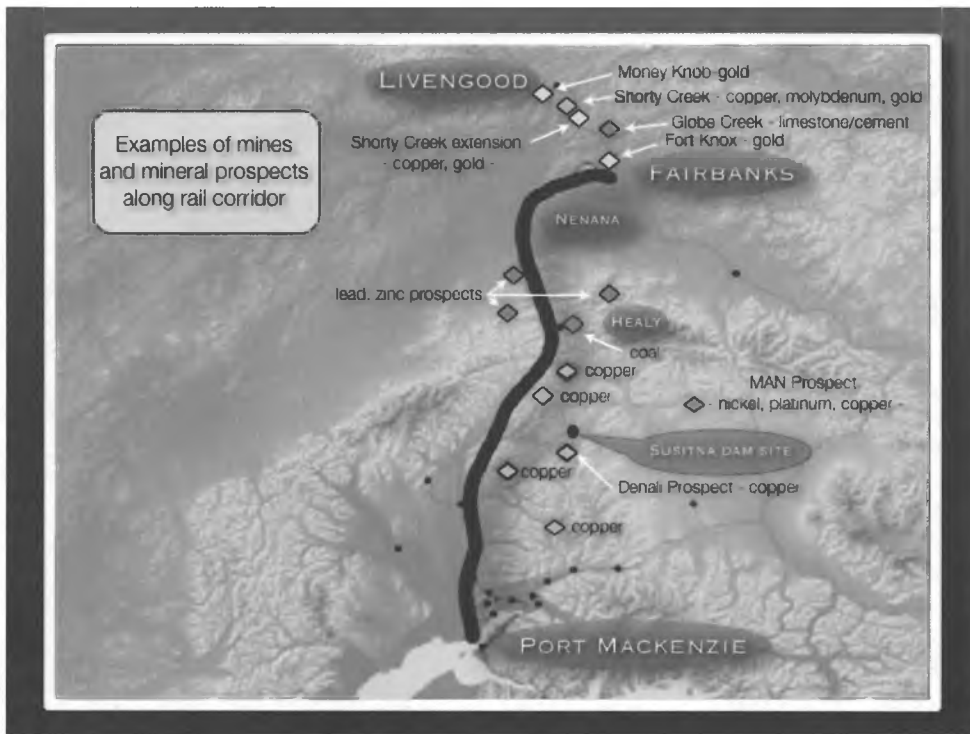 LIVENGOOD
Money Knob-gold
Shorty Creek - copper, molybdenum, gold
Globe Creek - limestone/cement
Shorty Creek extension
- copper, gold -
Fort Knox - gold
Examples of mines
and mineral prospects
along rail corridor
FAIRBANKS
NENANA
lead, zinc prospects
HEALY
coal
copper
MAN Prospect
- nickel, platinum, copper -
copper
SUSITNA DAM SITE
copper
Denali Prospect - copper
copper
PORT MACKENZIE